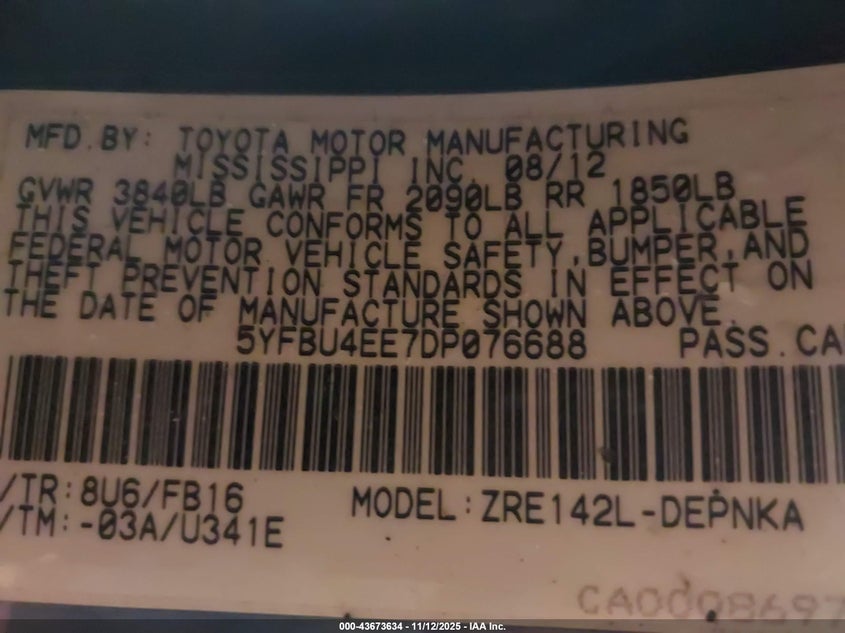 MFD.BY: TOYOTA MOTOR MANUFACTURING
MISSISSIPPI INC. 08/12
GVWR 3840LB GAWR FR 2090LB RR 1850LB
THIS VEHICLE CONFORMS TO ALL APPLICABLE
FEDERAL MOTOR VEHICLE SAFETY,BUMPER,AND
THEFT PREVENTION STANDARDS IN EFFECT ON
THE DATE OF MANUFACTURE SHOWN ABOVE.
5YFBU4EE7DP076688 PASS.CA
/TR:8U6/FB16
MODEL:ZRE142L-DEPNKA
/TM:-03A/U341E
CA0008697
000-43673634 - 11/12/2025 - IAA Inc.